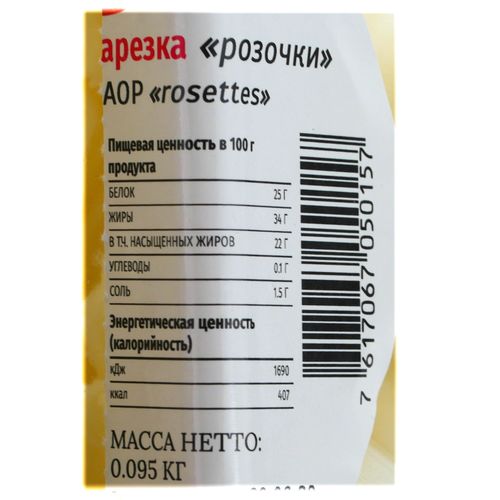 арезка «розочки»
AOP «rosettes»
Пищевая ценность в 100 г
продукта
БЕЛОК 25 Г
ЖИРЫ 34 Г
В Т.Ч. НАСЫЩЕННЫХ ЖИРОВ 22 Г
УГЛЕВОДЫ 0.1 Г
СОЛЬ 1.5 Г
Энергетическая ценность
(калорийность)
кДж 1690
ккал 407
МАССА НЕТТО:
0.095 КГ
7 617067 050157